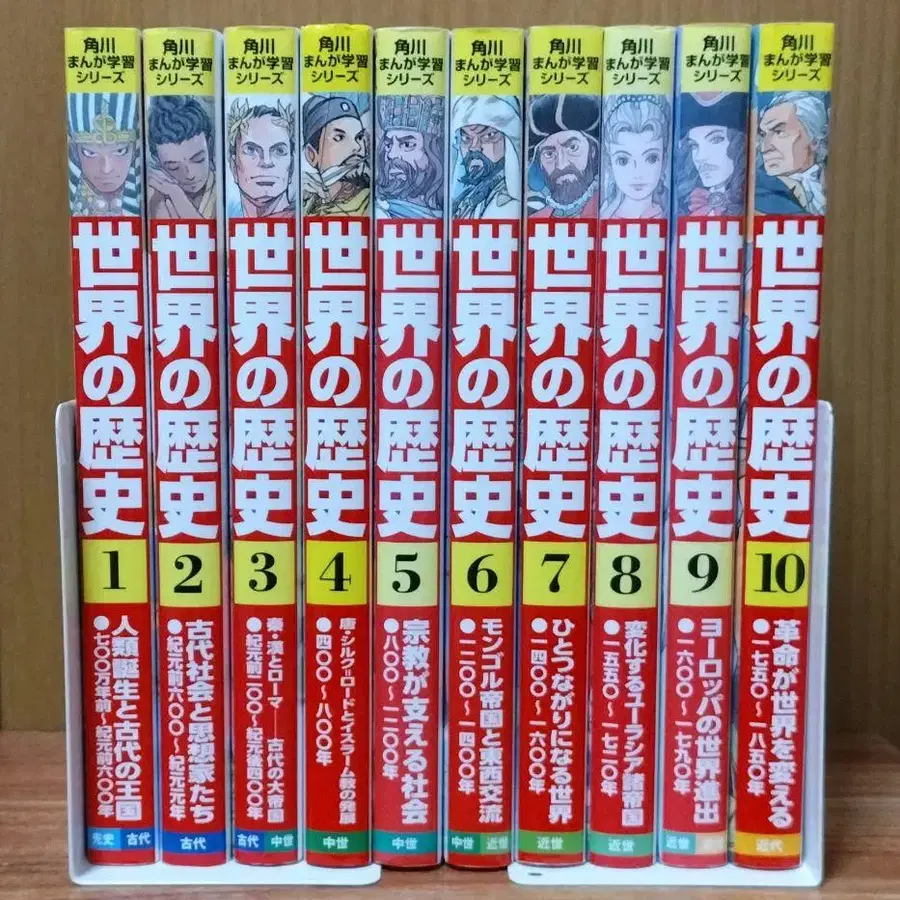 角川
まんが学習
シリーズ
世界の歴史
1
人類誕生と古代の王国
●七〇〇万年前〜紀元前六〇〇年
先史 古代
角川
まんが学習
シリーズ
世界の歴史
2
古代社会と思想家たち
●紀元前六〇〇〜紀元元年
古代
角川
まんが学習
シリーズ
世界の歴史
3
秦・漢とローマ――古代の大帝国
●紀元前二〇〇〜紀元後四〇〇年
古代 中世
角川
まんが学習
シリーズ
世界の歴史
4
唐・シルク=ロードとイスラーム教の発展
●四〇〇〜八〇〇年
中世
角川
まんが学習
シリーズ
世界の歴史
5
宗教が支える社会
●八〇〇〜一二〇〇年
中世
角川
まんが学習
シリーズ
世界の歴史
6
モンゴル帝国と東西交流
●一二〇〇〜一四〇〇年
中世 近世
角川
まんが学習
シリーズ
世界の歴史
7
ひとつながりになる世界
●一四〇〇〜一六〇〇年
近世
角川
まんが学習
シリーズ
世界の歴史
8
変化するユーラシア諸帝国
●一五五〇〜一七二〇年
近世
角川
まんが学習
シリーズ
世界の歴史
9
ヨーロッパの世界進出
●一六〇〇〜一七九〇年
近世
角川
まんが学習
シリーズ
世界の歴史
10
革命が世界を変える
●一七五〇〜一八五〇年
近代